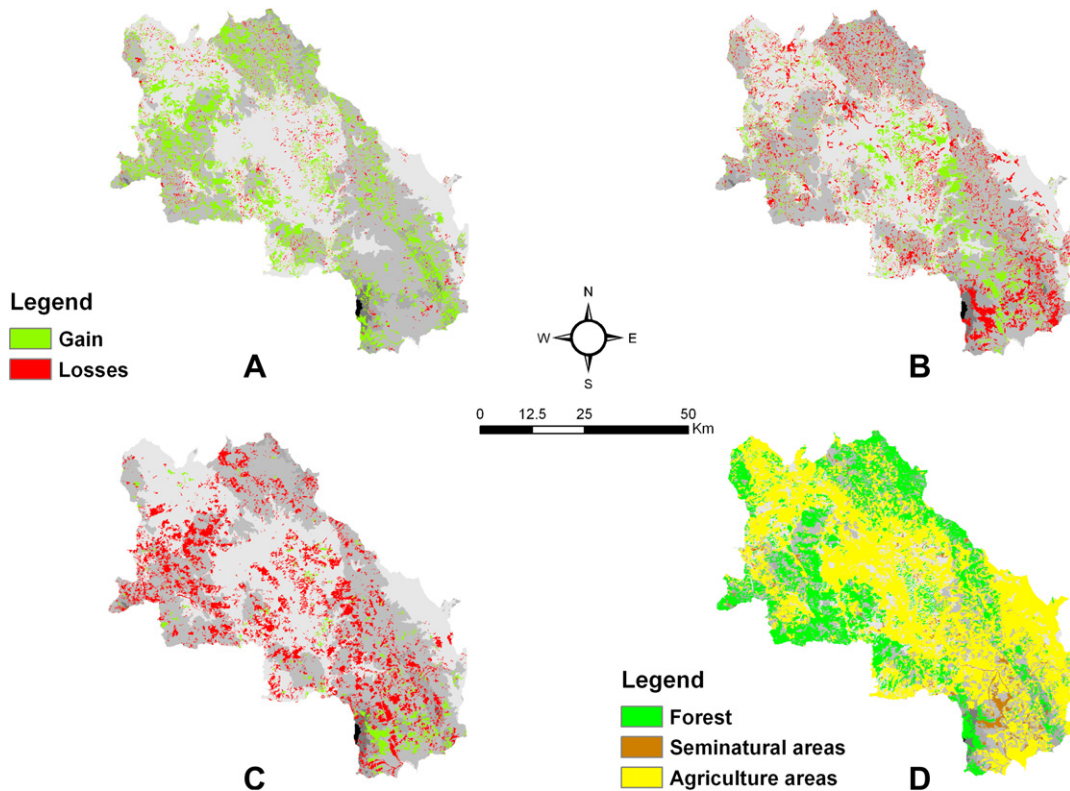 Legend
Gain
Losses
A
B
N
W E
S
0 12.5 25 50
Km
C
Legend
Forest
Seminatural areas
Agriculture areas
D